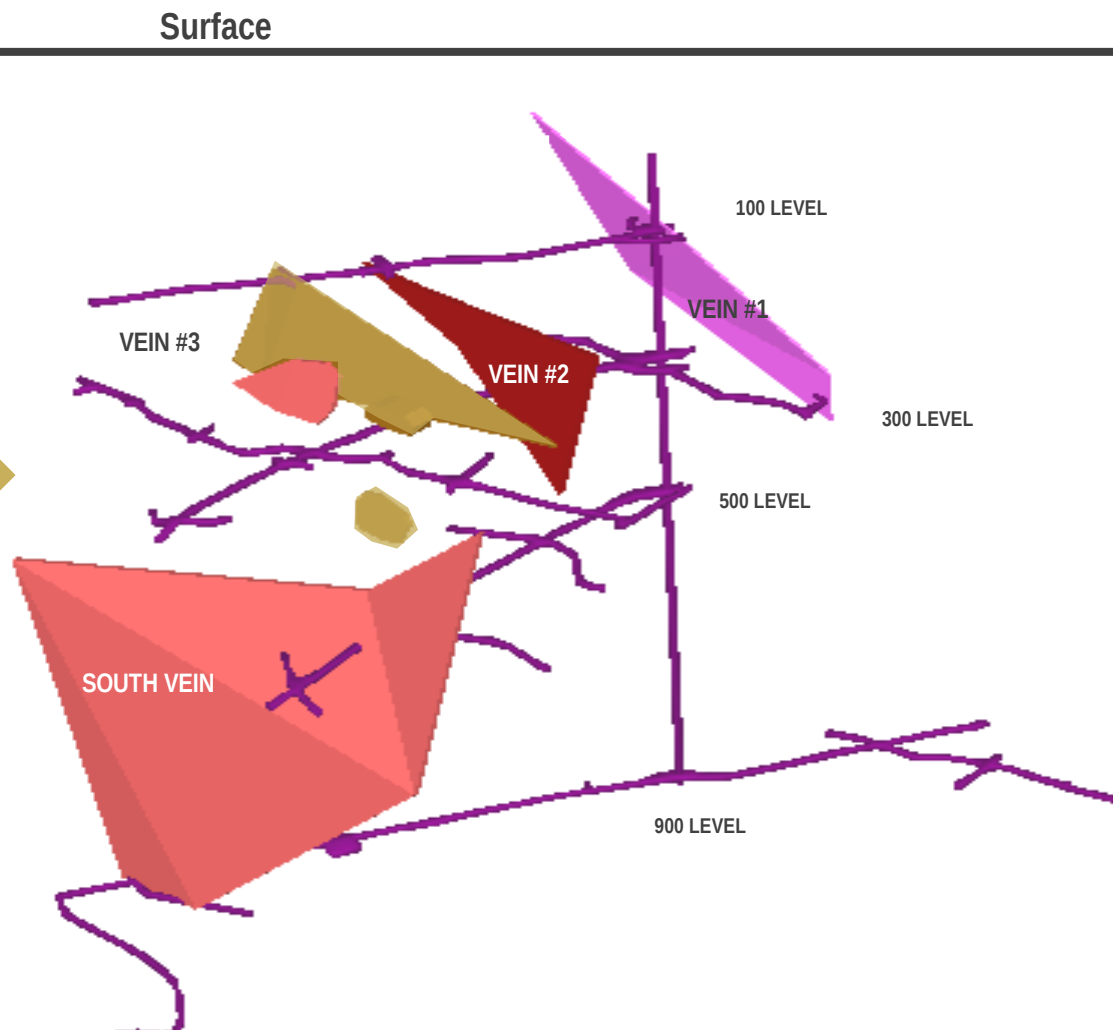 Surface
100 LEVEL
VEIN #1
VEIN #3
VEIN #2
300 LEVEL
500 LEVEL
SOUTH VEIN
900 LEVEL